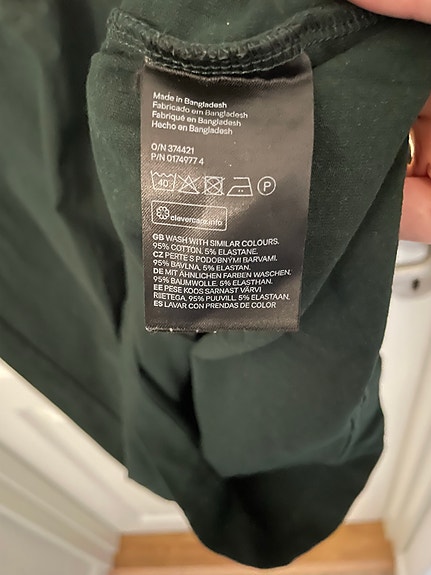 Made in Bangladesh
Fabricado em Bangladesh
Fabriqué en Bangladesh
Hecho en Bangladesh
O/N 374421
P/N 0174977 4
40 P
clevercare.info
GB WASH WITH SIMILAR COLOURS.
95% COTTON, 5% ELASTANE.
CZ PERTE S PODOBNÝMI BARVAMI.
95% BAVLNA, 5% ELASTAN.
DE MIT ÄHNLICHEN FARBEN WASCHEN.
95% BAUMWOLLE, 5% ELASTHAN.
EE PESE KOOS SARNAST VÄRVI
RIETEGA, 95% PUUVILL, 5% ELASTAAN.
ES LAVAR CON PRENDAS DE COLOR